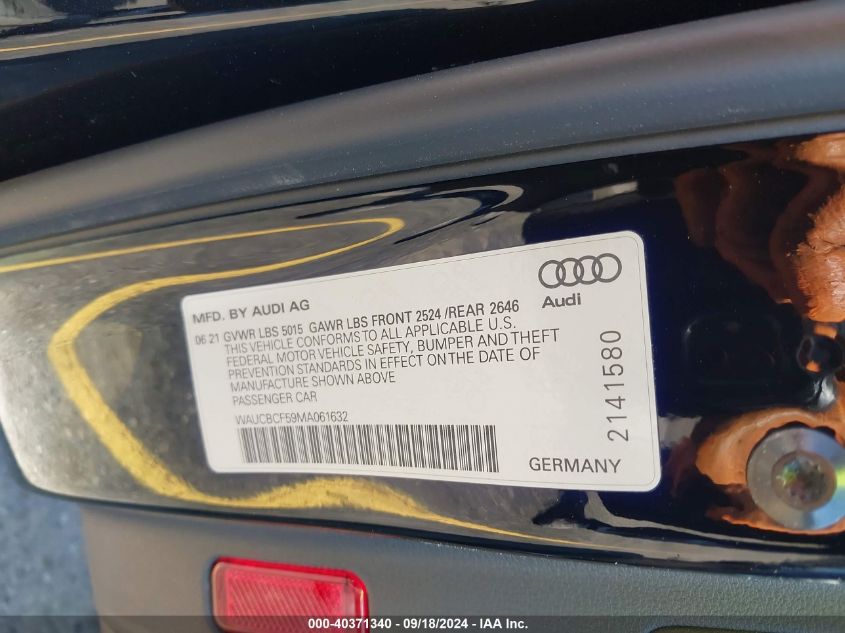 MFD. BY AUDI AG
Audi
06.21 GVWR LBS 5015 GAWR LBS FRONT 2524 /REAR 2646
THIS VEHICLE CONFORMS TO ALL APPLICABLE U.S.
FEDERAL MOTOR VEHICLE SAFETY, BUMPER AND THEFT
PREVENTION STANDARDS IN EFFECT ON THE DATE OF
MANUFACTURE SHOWN ABOVE
PASSENGER CAR
WAUCBCF59MA061632
GERMANY
2141580
000-40371340 - 09/18/2024 - IAA Inc.